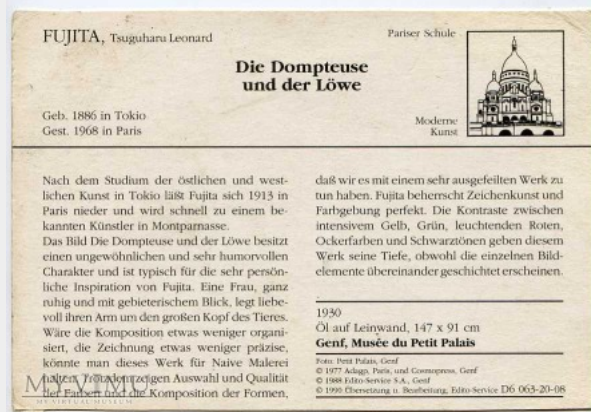 FUJITA, Tsuguharu Leonard
Pariser Schule
Die Dompteuse
und der Löwe
Geb. 1886 in Tokio
Gest. 1968 in Paris
Moderne
Kunst
Nach dem Studium der östlichen und west-
lichen Kunst in Tokio läßt Fujita sich 1913 in
Paris nieder und wird schnell zu einem be-
kannten Künstler in Montparnasse.
Das Bild Die Dompteuse und der Löwe besitzt
einen ungewöhnlichen und sehr humorvollen
Charakter und ist typisch für die sehr persön-
liche Inspiration von Fujita. Eine Frau, ganz
ruhig und mit gebieterischem Blick, legt liebe-
voll ihren Arm um den großen Kopf des Tieres.
Wäre die Komposition etwas weniger organi-
siert, die Zeichnung etwas weniger präzise,
könnte man dieses Werk für Naive Malerei
halten. Trotzdem zeigen Auswahl und Qualität
der Farben und die Komposition der Formen,
daß wir es mit einem sehr ausgefeilten Werk zu
tun haben. Fujita beherrscht Zeichenkunst und
Farbgebung perfekt. Die Kontraste zwischen
intensivem Gelb, Grün, leuchtenden Roten,
Ockerfarben und Schwarztönen geben diesem
Werk seine Tiefe, obwohl die einzelnen Bild-
elemente übereinander geschichtet erscheinen.
1930
Öl auf Leinwand, 147 x 91 cm
Genf, Musée du Petit Palais
Foto: Petit Palais, Genf
© 1977 Adagp, Paris, und Cosmopress, Genf
© 1988 Edito-Service S.A., Genf
© 1990 Übersetzung u. Bearbeitung, Edito-Service D6 063-20-08
MY VIMU
MY VIRTUAL MUSEUM